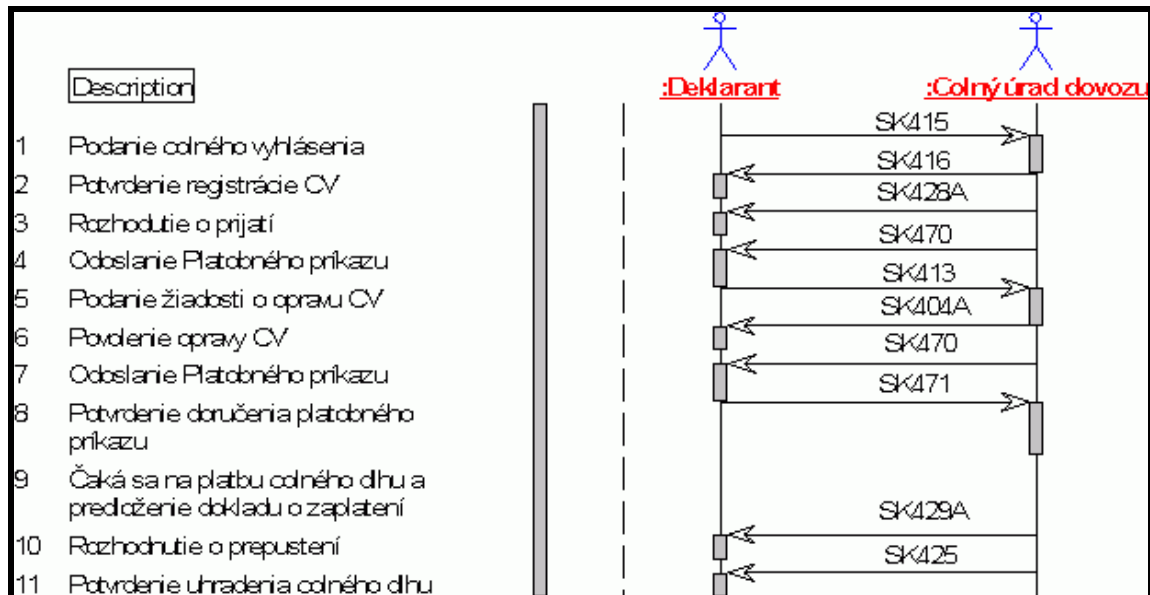 Description
:Deklarant
:Colný úrad dovozu
SK415
1 Podanie colného vyhlásenia
SK416
2 Potvrdenie registrácie CV
SK428A
3 Rozhodutie o prijatí
SK470
4 Odoslanie Platobného príkazu
SK413
5 Podanie žiadosti o opravu CV
SK404A
6 Povolenie opravy CV
SK470
7 Odoslanie Platobného príkazu
SK471
8 Potvrdenie doručenia platobného
príkazu
9 Čaká sa na platbu colného dlhu a
predloženie dokladu o zaplatení
SK429A
10 Rozhodnutie o prepustení
SK425
11 Potvrdenie uhradenia colného dlhu